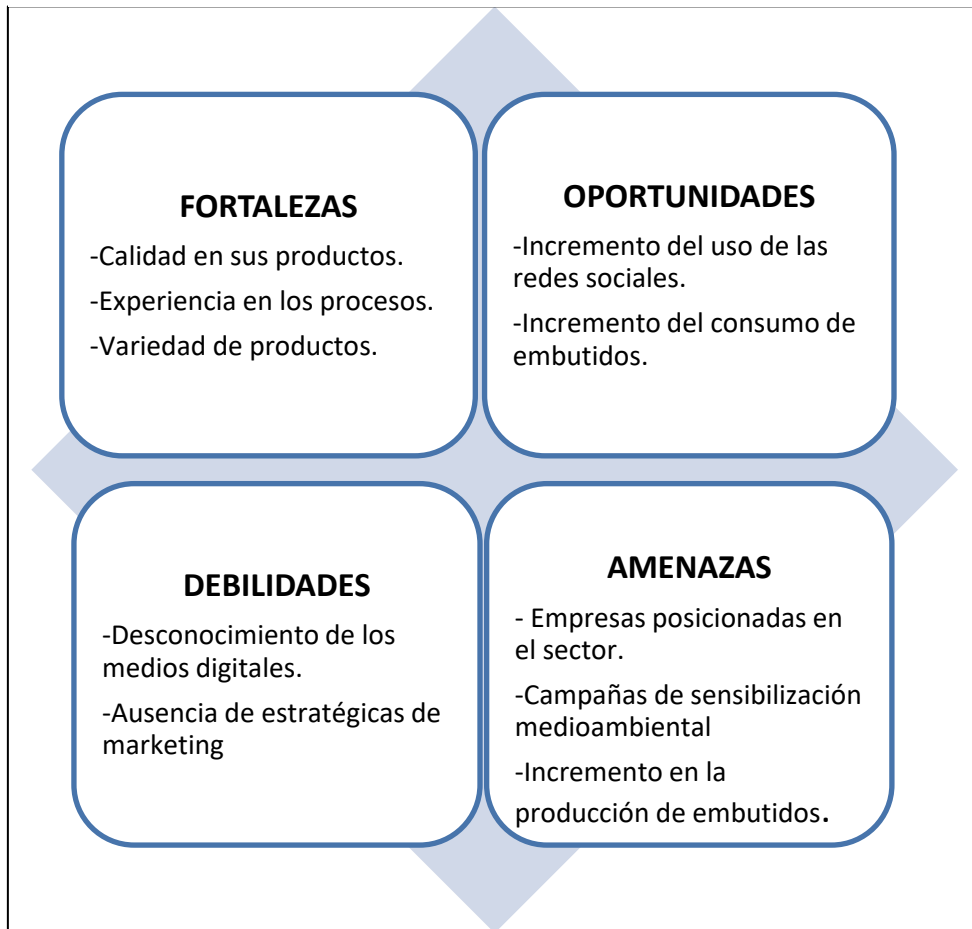 FORTALEZAS
-Calidad en sus productos.
-Experiencia en los procesos.
-Variedad de productos.
OPORTUNIDADES
-Incremento del uso de las
redes sociales.
-Incremento del consumo de
embutidos.
DEBILIDADES
-Desconocimiento de los
medios digitales.
-Ausencia de estratégicas de
marketing
AMENAZAS
- Empresas posicionadas en
el sector.
-Campañas de sensibilización
medioambiental
-Incremento en la
producción de embutidos.